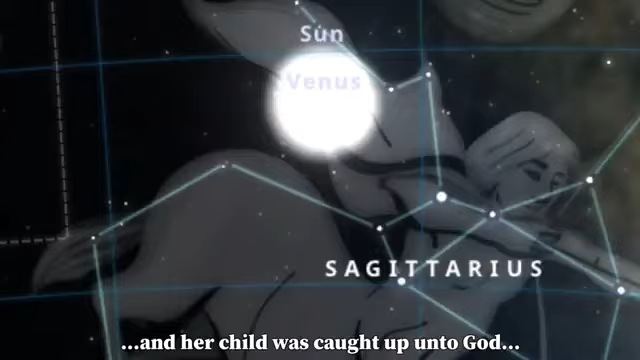 Sun
Venus
SAGITTARIUS
...and her child was caught up unto God...